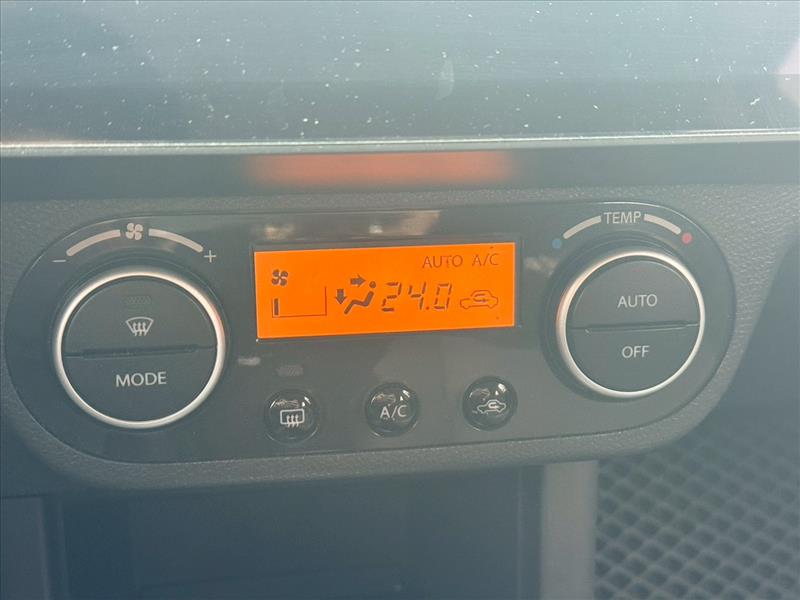 TEMP
- +
AUTO A/C
24.0
AUTO
OFF
MODE
A/C